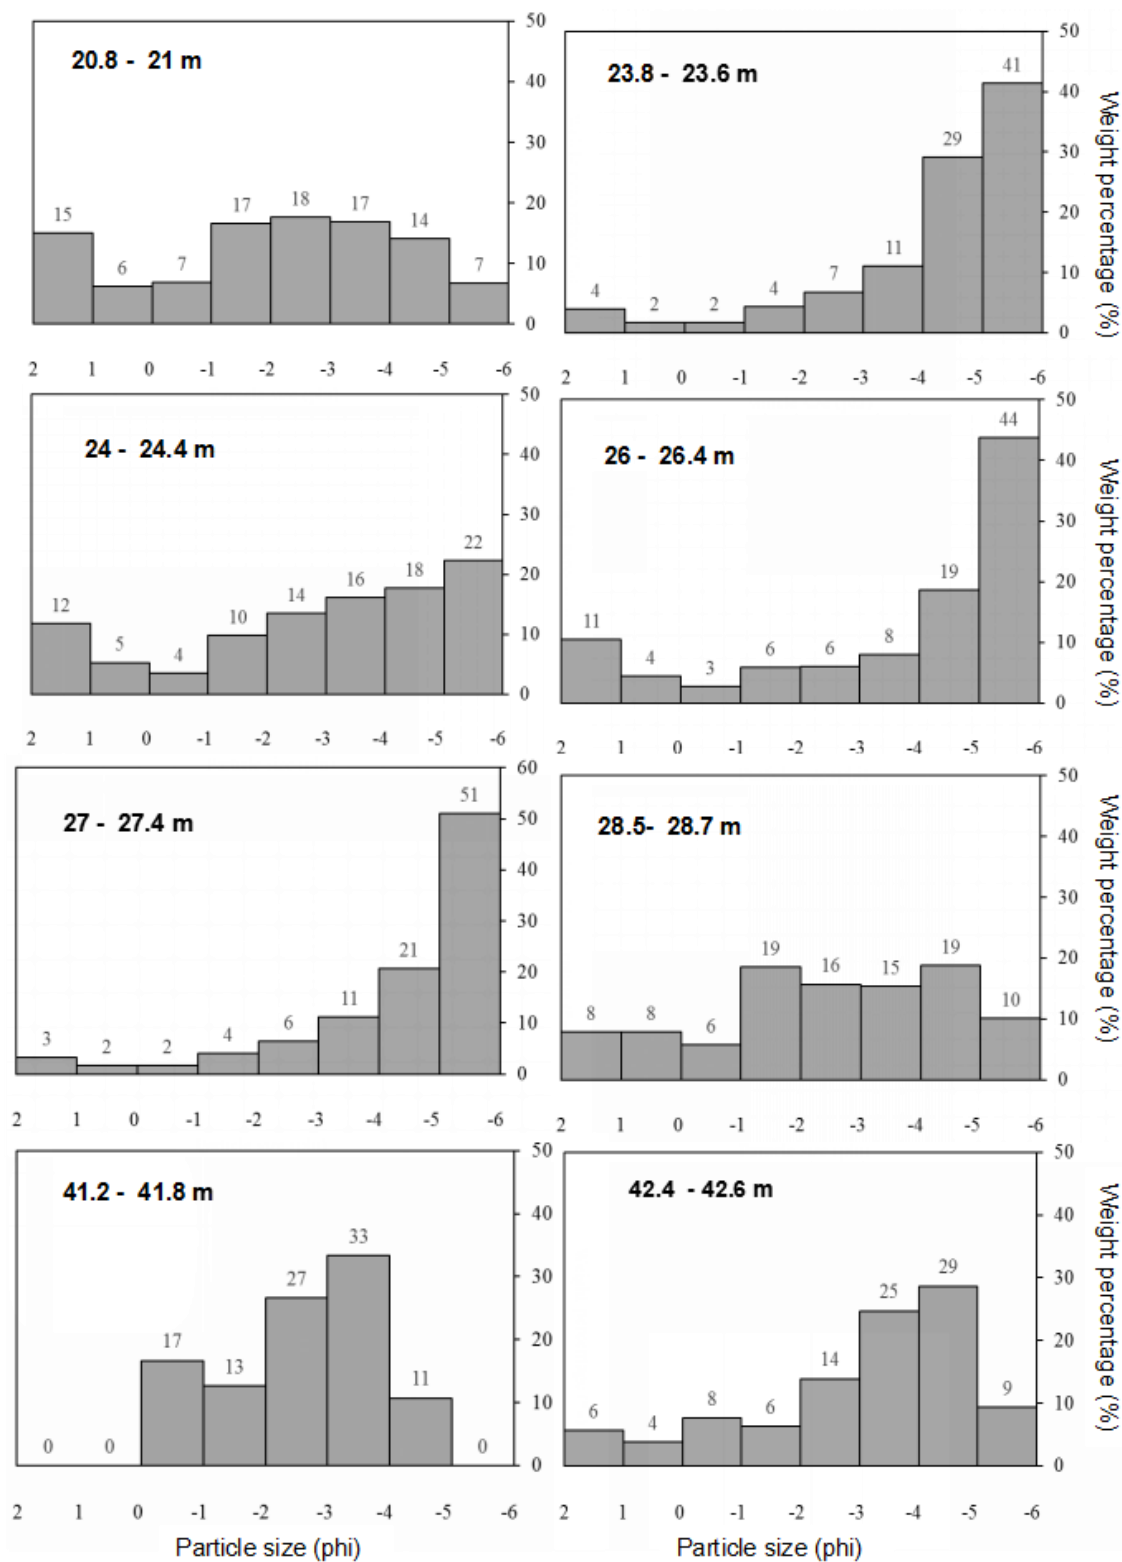 20.8 - 21 m
50
40
30
20
10
0
15 6 7 17 18 17 14 7
2 1 0 -1 -2 -3 -4 -5 -6
23.8 - 23.6 m
50
40
30
20
10
0
4 2 2 4 7 11 29 41
2 1 0 -1 -2 -3 -4 -5 -6
Weight percentage (%)
24 - 24.4 m
50
40
30
20
10
0
12 5 4 10 14 16 18 22
2 1 0 -1 -2 -3 -4 -5 -6
26 - 26.4 m
50
40
30
20
10
0
11 4 3 6 6 8 19 44
2 1 0 -1 -2 -3 -4 -5 -6
Weight percentage (%)
27 - 27.4 m
60
50
40
30
20
10
0
3 2 2 4 6 11 21 51
2 1 0 -1 -2 -3 -4 -5 -6
28.5- 28.7 m
50
40
30
20
10
0
8 8 6 19 16 15 19 10
2 1 0 -1 -2 -3 -4 -5 -6
Weight percentage (%)
41.2 - 41.8 m
50
40
30
20
10
0
0 0 17 13 27 33 11 0
2 1 0 -1 -2 -3 -4 -5 -6
Particle size (phi)
42.4 - 42.6 m
50
40
30
20
10
0
6 4 8 6 14 25 29 9
2 1 0 -1 -2 -3 -4 -5 -6
Particle size (phi)
Weight percentage (%)